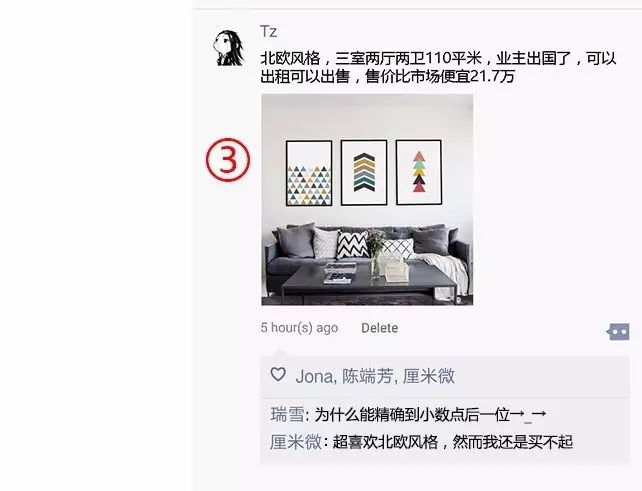 Tz
北欧风格，三室两厅两卫110平米，业主出国了，可以
出租可以出售，售价比市场便宜21.7万
③
5 hour(s) ago Delete
Jona, 陈端芳, 厘米微
瑞雪: 为什么能精确到小数点后一位→_→
厘米微: 超喜欢北欧风格，然而我还是买不起